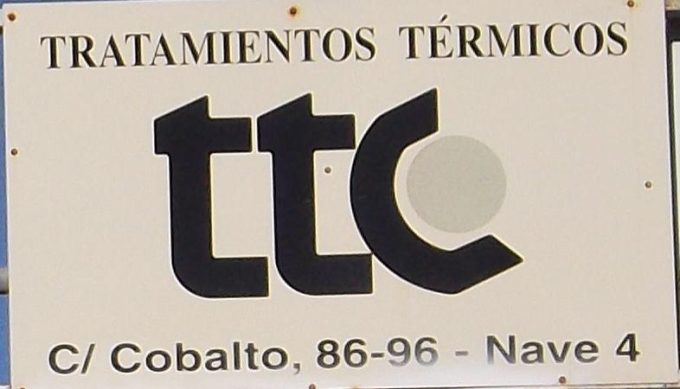 TRATAMIENTOS TÉRMICOS
ttc
C/ Cobalto, 86-96 - Nave 4